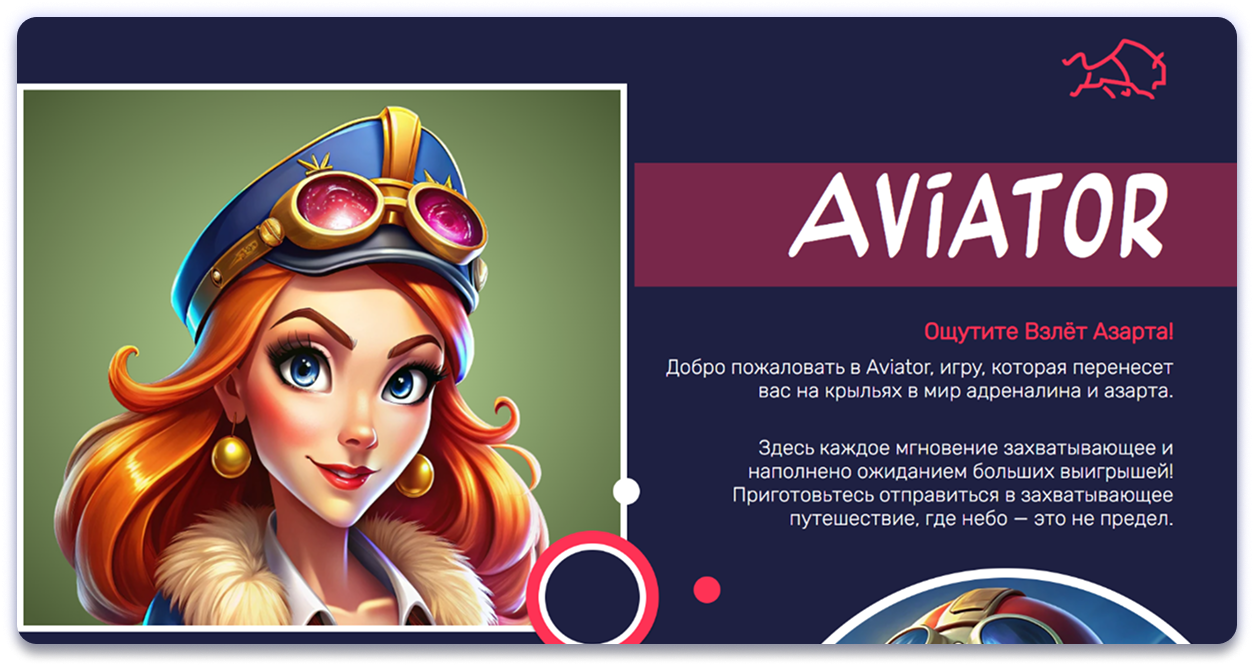 AVIATOR
Ощутите Взлёт Азарта!
Добро пожаловать в Aviator, игру, которая перенесет
вас на крыльях в мир адреналина и азарта.
Здесь каждое мгновение захватывающее и
наполнено ожиданием больших выигрышей!
Приготовьтесь отправиться в захватывающее
путешествие, где небо — это не предел.